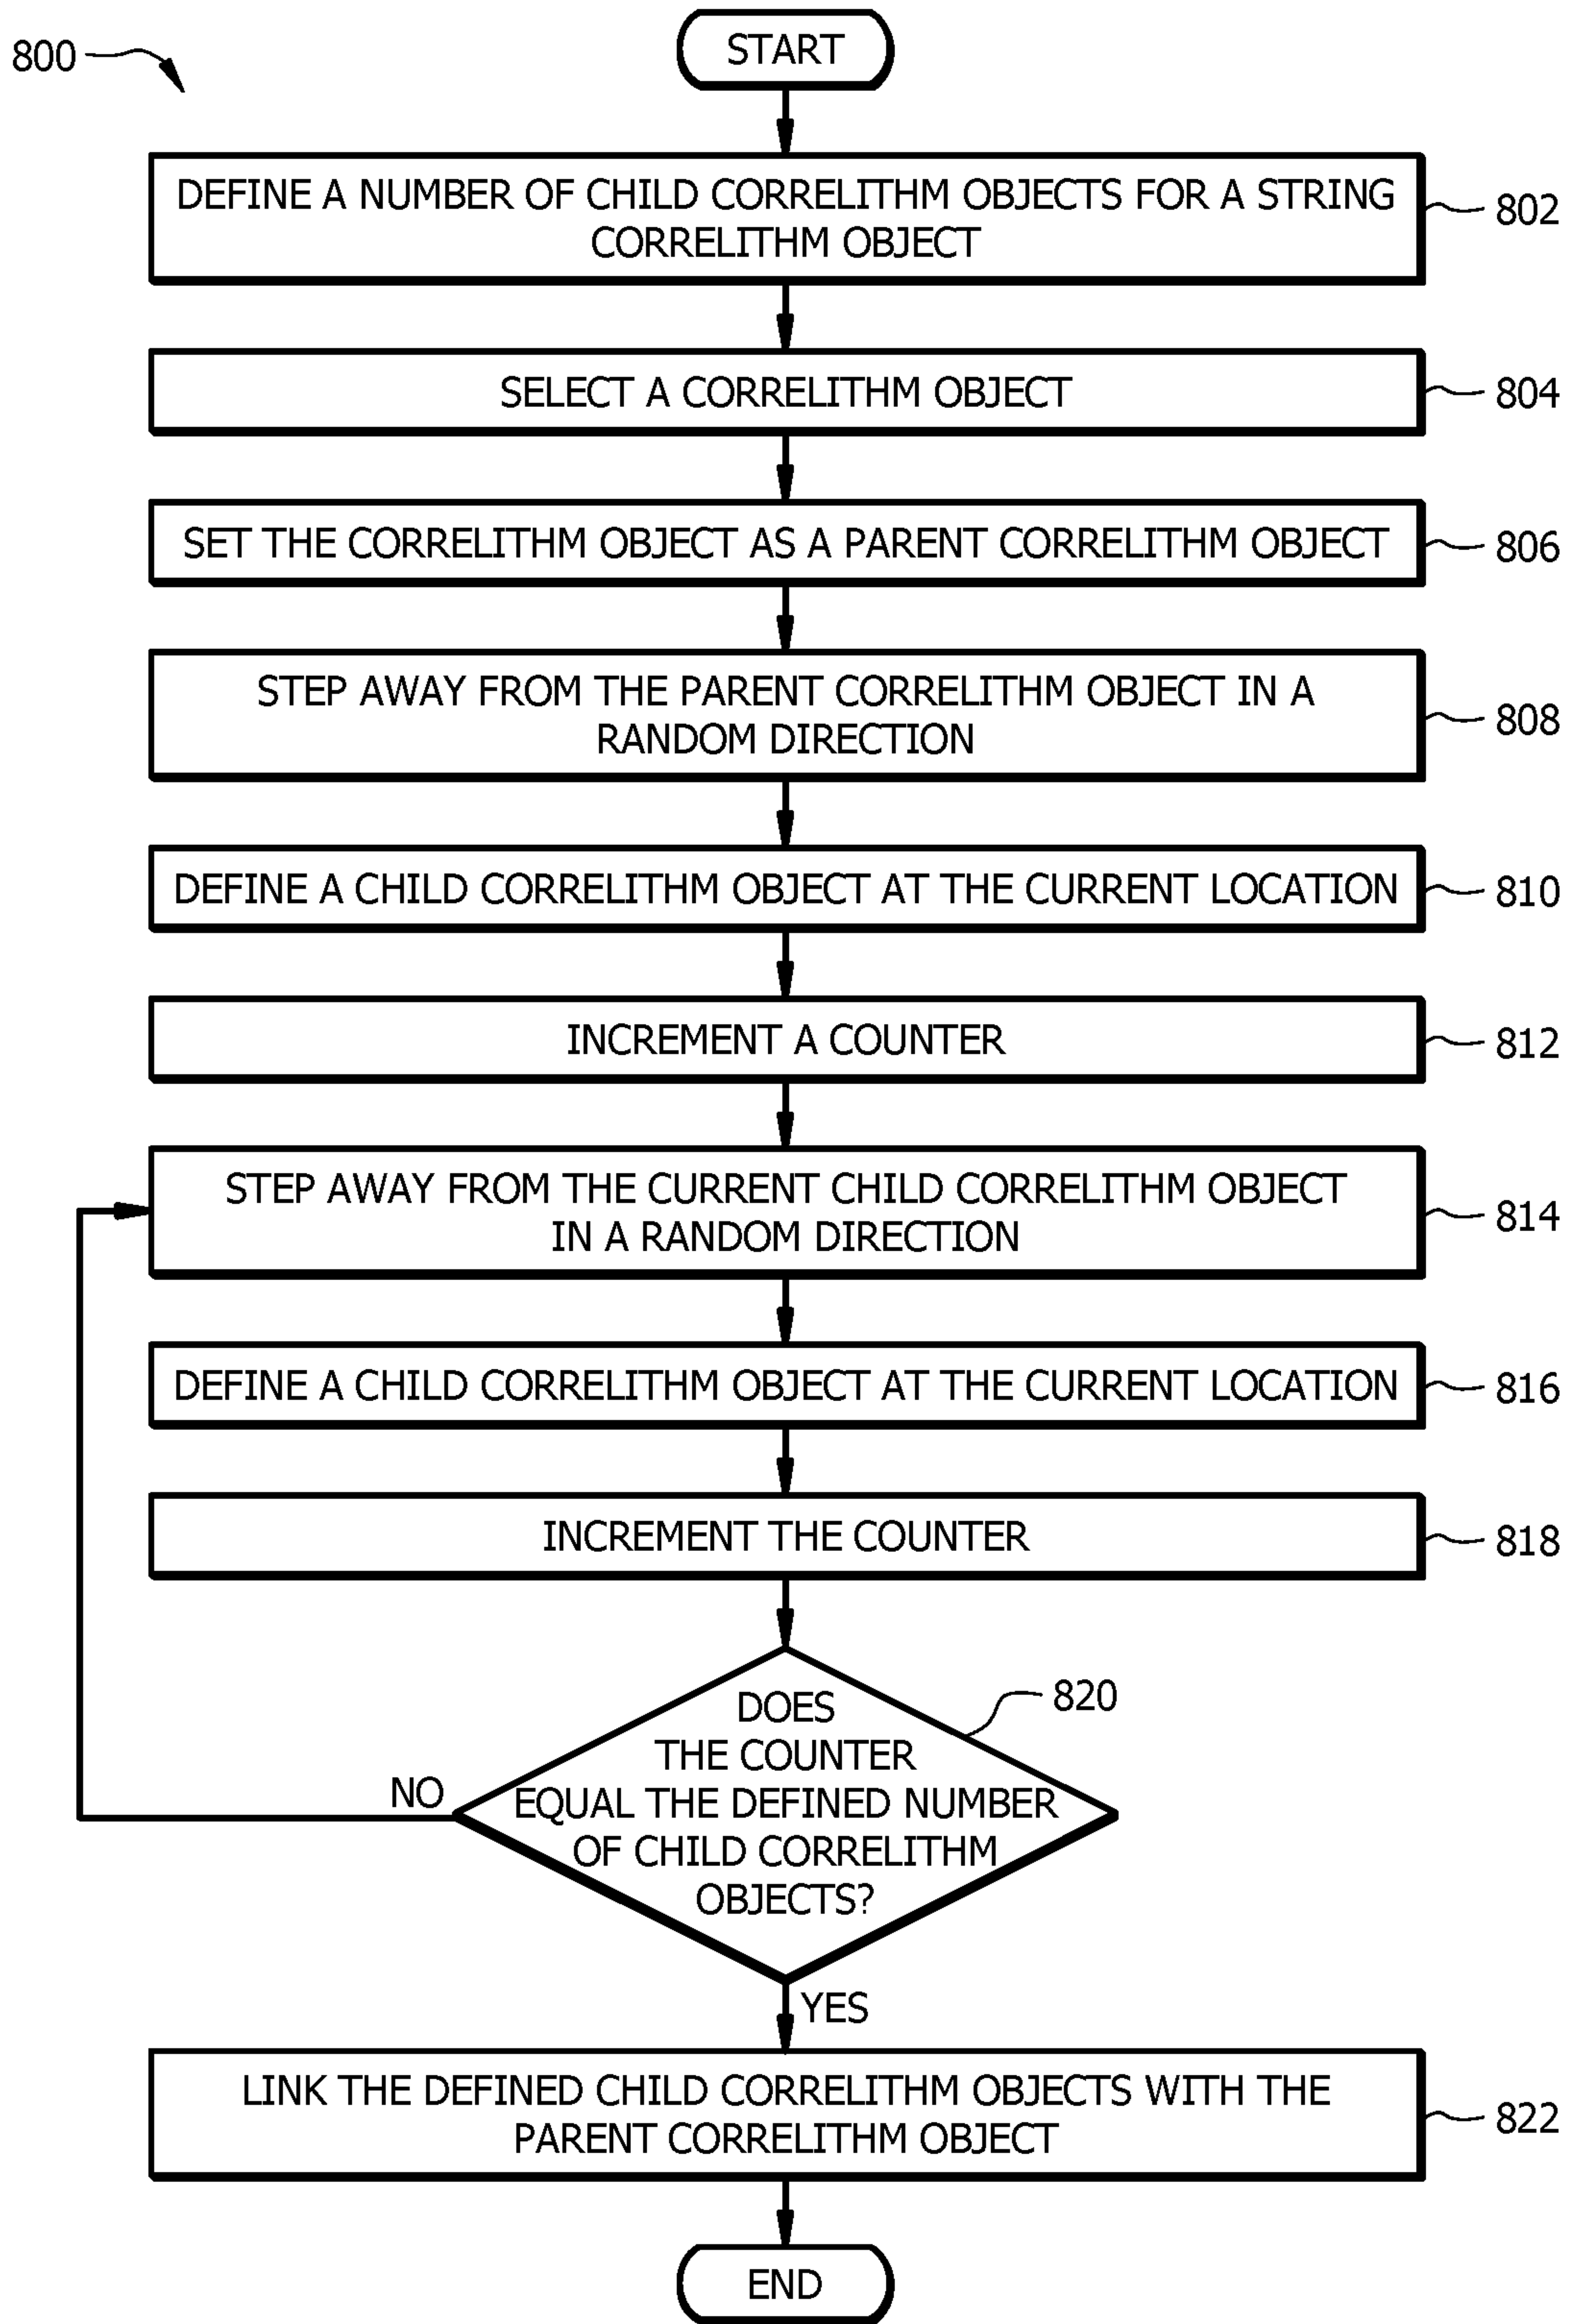 800
START
DEFINE A NUMBER OF CHILD CORRELITHM OBJECTS FOR A STRING
CORRELITHM OBJECT
802
SELECT A CORRELITHM OBJECT
804
SET THE CORRELITHM OBJECT AS A PARENT CORRELITHM OBJECT
806
STEP AWAY FROM THE PARENT CORRELITHM OBJECT IN A
RANDOM DIRECTION
808
DEFINE A CHILD CORRELITHM OBJECT AT THE CURRENT LOCATION
810
INCREMENT A COUNTER
812
STEP AWAY FROM THE CURRENT CHILD CORRELITHM OBJECT
IN A RANDOM DIRECTION
814
DEFINE A CHILD CORRELITHM OBJECT AT THE CURRENT LOCATION
816
INCREMENT THE COUNTER
818
DOES
THE COUNTER
EQUAL THE DEFINED NUMBER
OF CHILD CORRELITHM
OBJECTS?
820
NO
YES
LINK THE DEFINED CHILD CORRELITHM OBJECTS WITH THE
PARENT CORRELITHM OBJECT
822
END